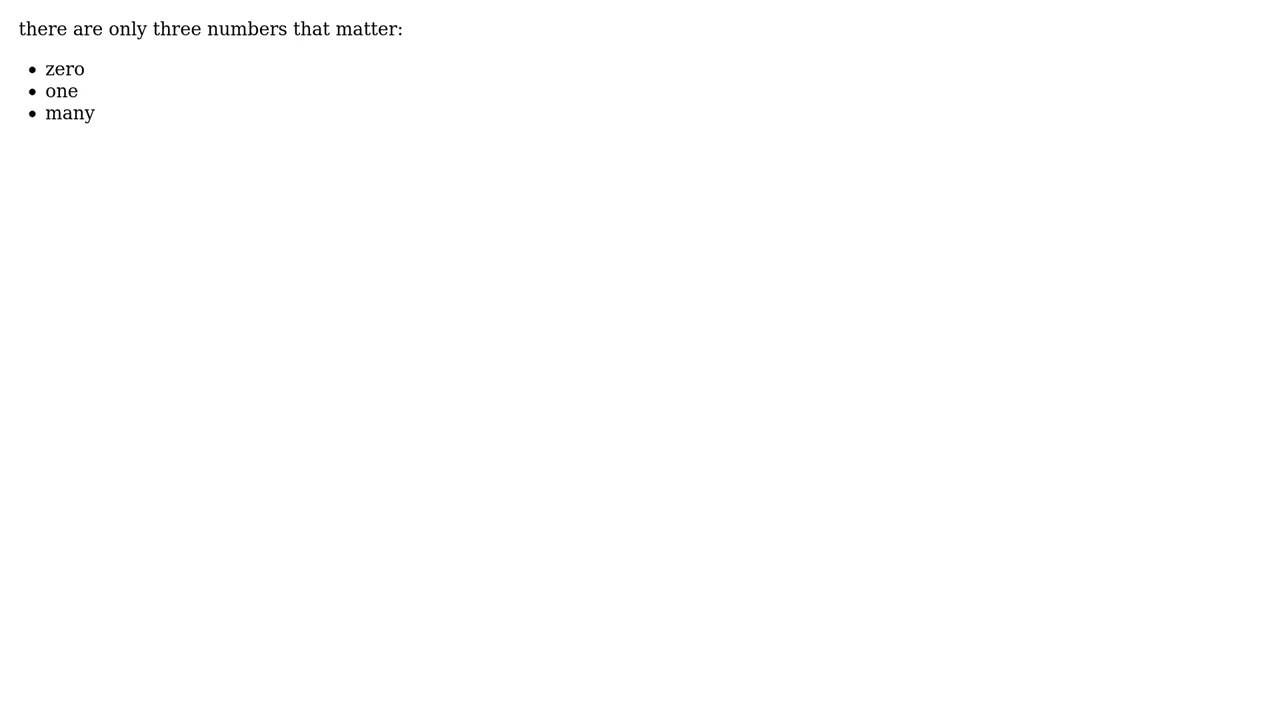 there are only three numbers that matter:
• zero
• one
• many